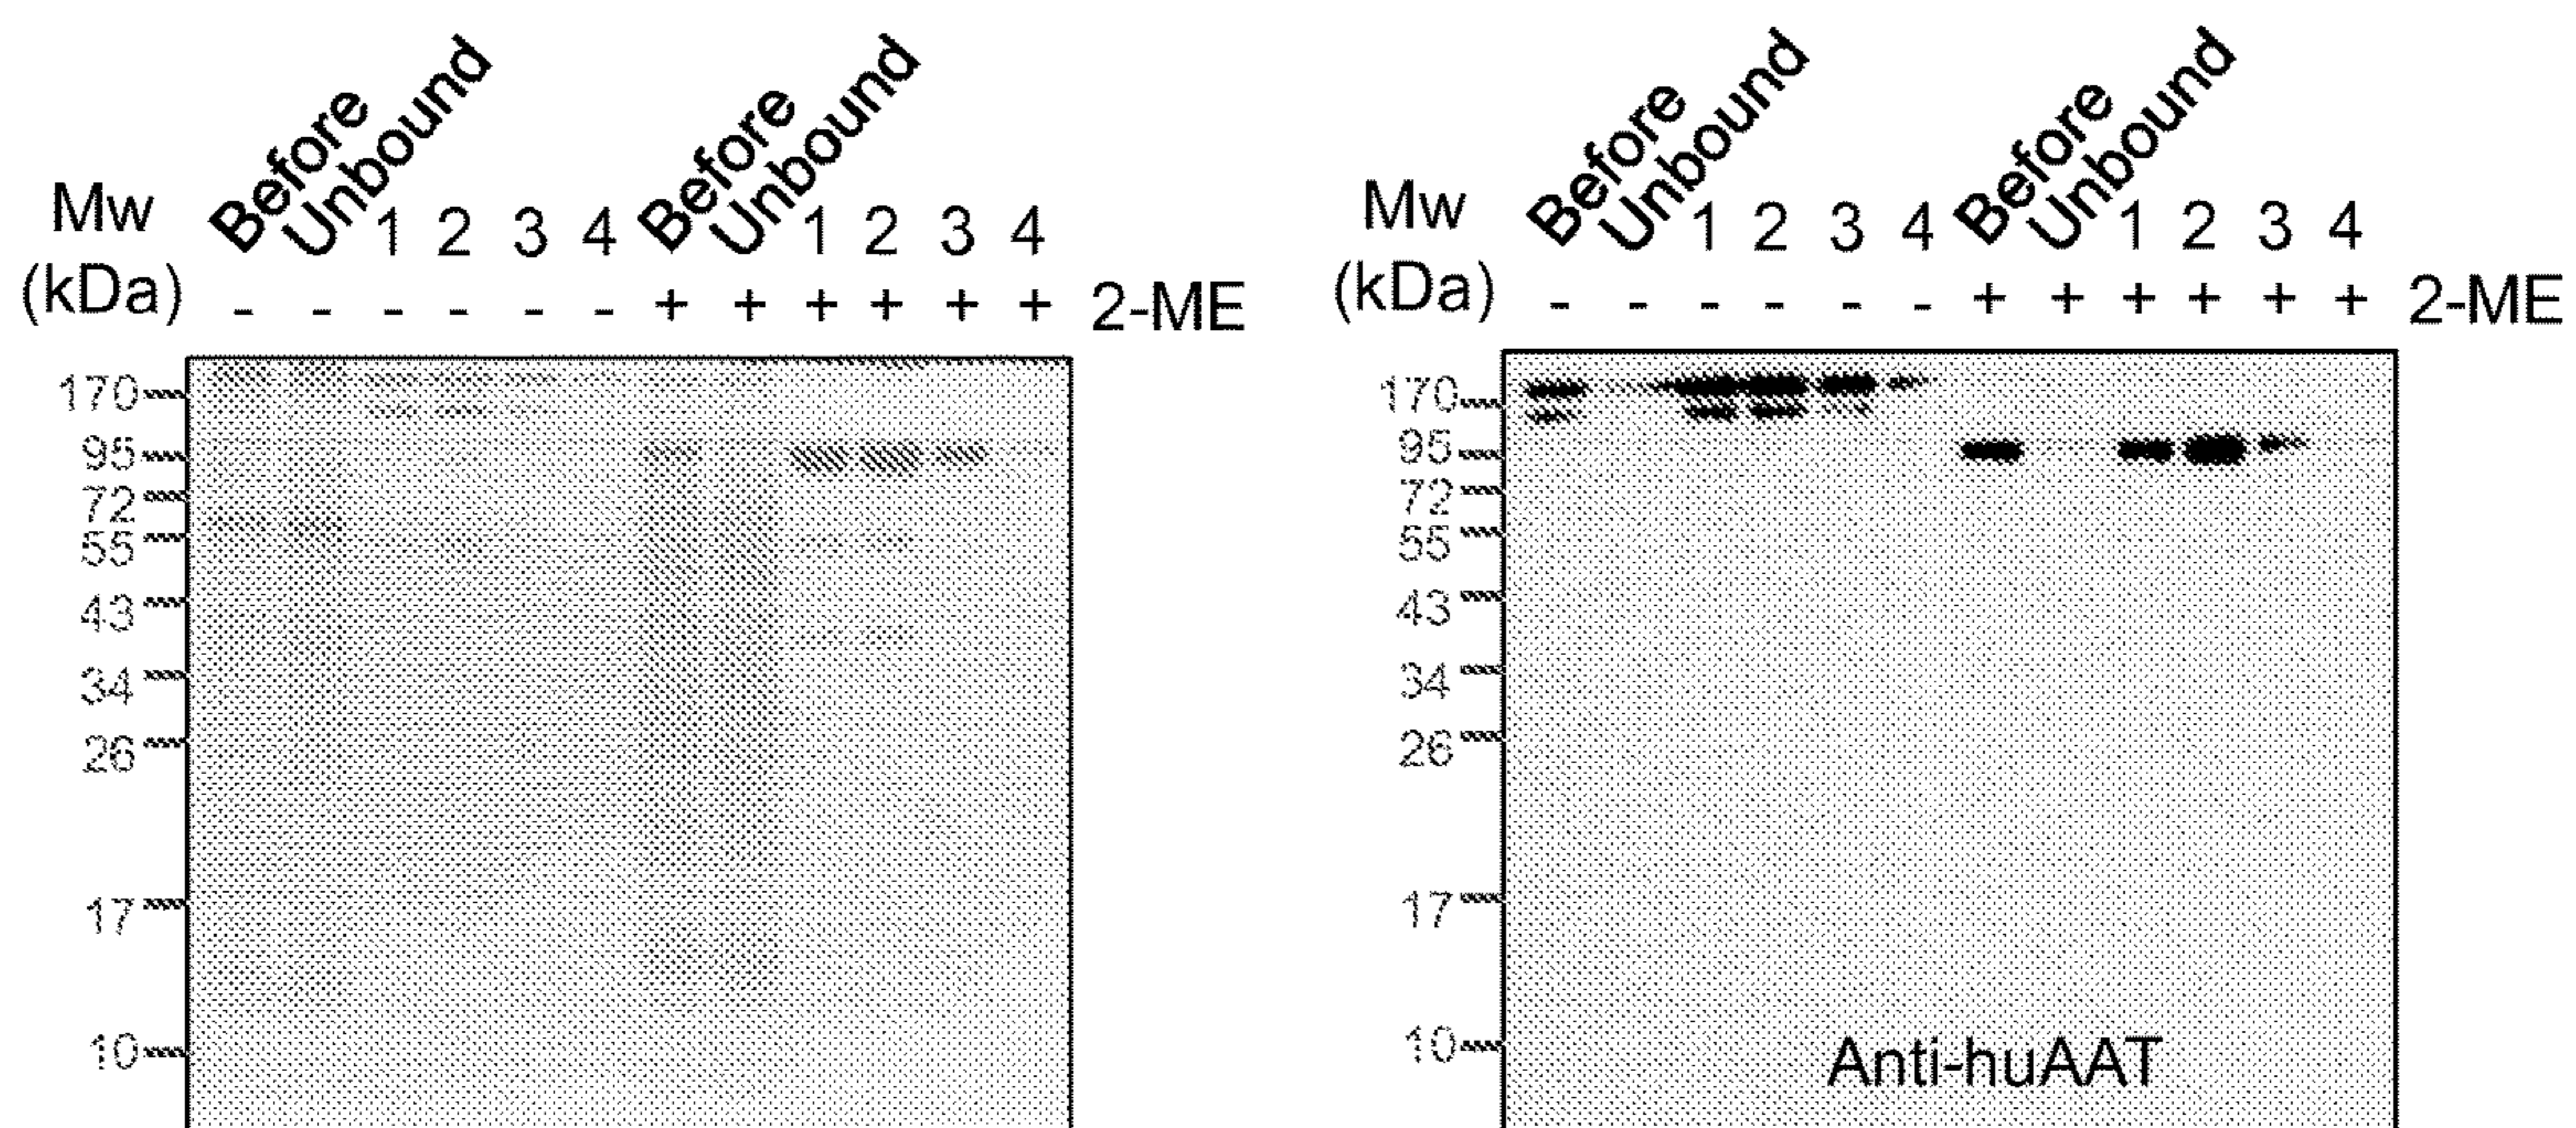 Before Unbound Before Unbound
Mw 1 2 3 4 1 2 3 4
(kDa) - - - - - - + + + + + + 2-ME
170
95
72
55
43
34
26
17
10
Before Unbound Before Unbound
Mw 1 2 3 4 1 2 3 4
(kDa) - - - - - - + + + + + + 2-ME
170
95
72
55
43
34
26
17
10
Anti-huAAT